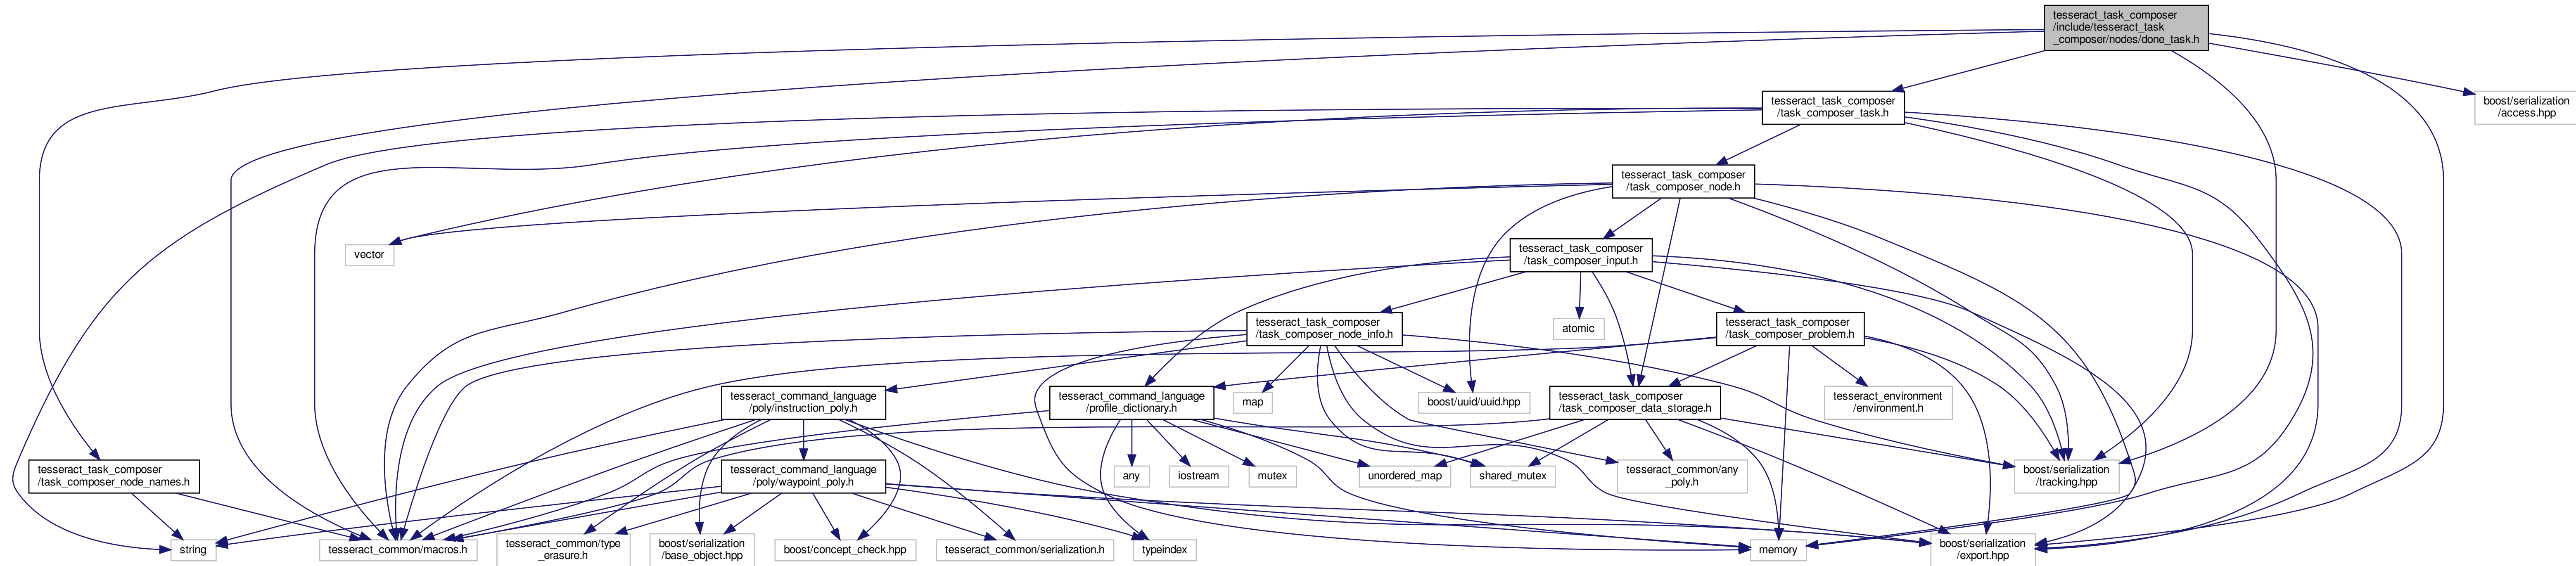 tesseract_task_composer
/include/tesseract_task
_composer/nodes/done_task.h
tesseract_task_composer
/task_composer_task.h
boost/serialization
/access.hpp
tesseract_task_composer
/task_composer_node.h
vector
tesseract_task_composer
/task_composer_input.h
tesseract_task_composer
/task_composer_node_info.h
atomic
tesseract_task_composer
/task_composer_problem.h
tesseract_command_language
/poly/instruction_poly.h
tesseract_command_language
/profile_dictionary.h
map
boost/uuid/uuid.hpp
tesseract_task_composer
/task_composer_data_storage.h
tesseract_environment
/environment.h
tesseract_task_composer
/task_composer_node_names.h
tesseract_command_language
/poly/waypoint_poly.h
any
iostream
mutex
unordered_map
shared_mutex
tesseract_common/any
_poly.h
boost/serialization
/tracking.hpp
string
tesseract_common/macros.h
tesseract_common/type
_erasure.h
boost/serialization
/base_object.hpp
boost/concept_check.hpp
tesseract_common/serialization.h
typeindex
memory
boost/serialization
/export.hpp